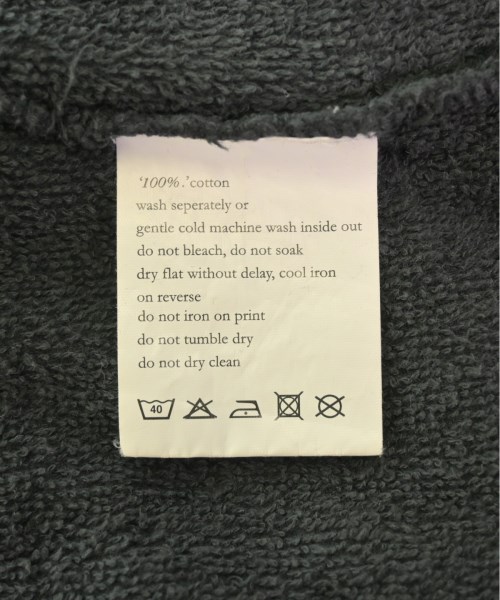 '100%.'cotton
wash seperately or
gentle cold machine wash inside out
do not bleach, do not soak
dry flat without delay, cool iron
on reverse
do not iron on print
do not tumble dry
do not dry clean
40